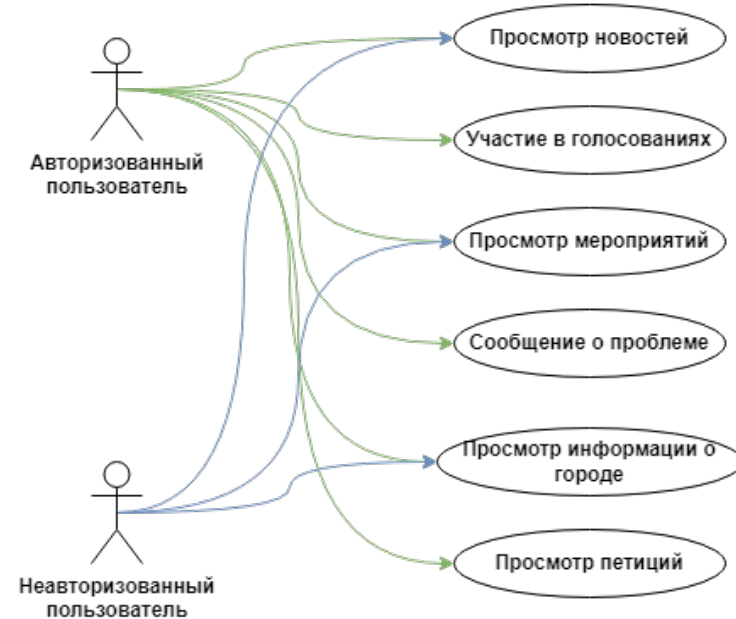 Просмотр новостей
Авторизованный
пользователь
Участие в голосованиях
Просмотр мероприятий
Сообщение о проблеме
Просмотр информации о
городе
Неавторизованный
пользователь
Просмотр петиций